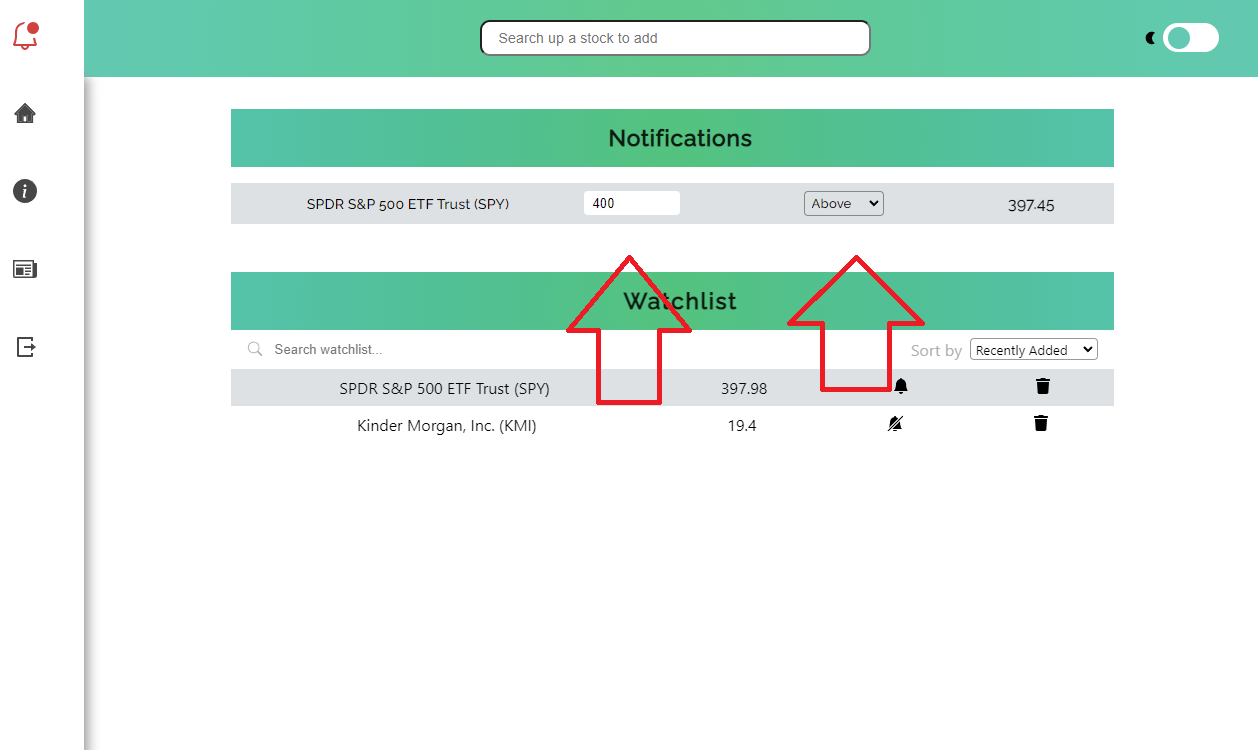 Search up a stock to add
Notifications
SPDR S&P 500 ETF Trust (SPY) 400 Above 397.45
Watchlist
Search watchlist... Sort by Recently Added
SPDR S&P 500 ETF Trust (SPY) 397.98
Kinder Morgan, Inc. (KMI) 19.4